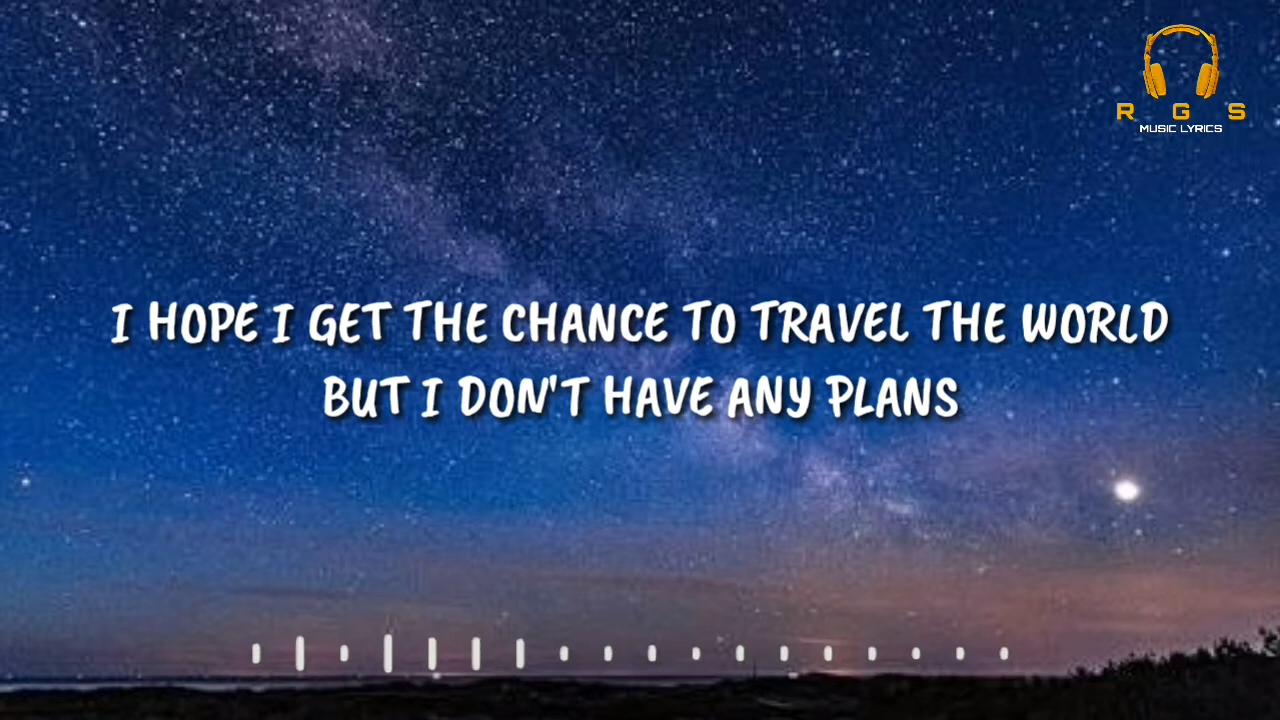 R G S
MUSIC LYRICS
I HOPE I GET THE CHANCE TO TRAVEL THE WORLD
BUT I DON'T HAVE ANY PLANS